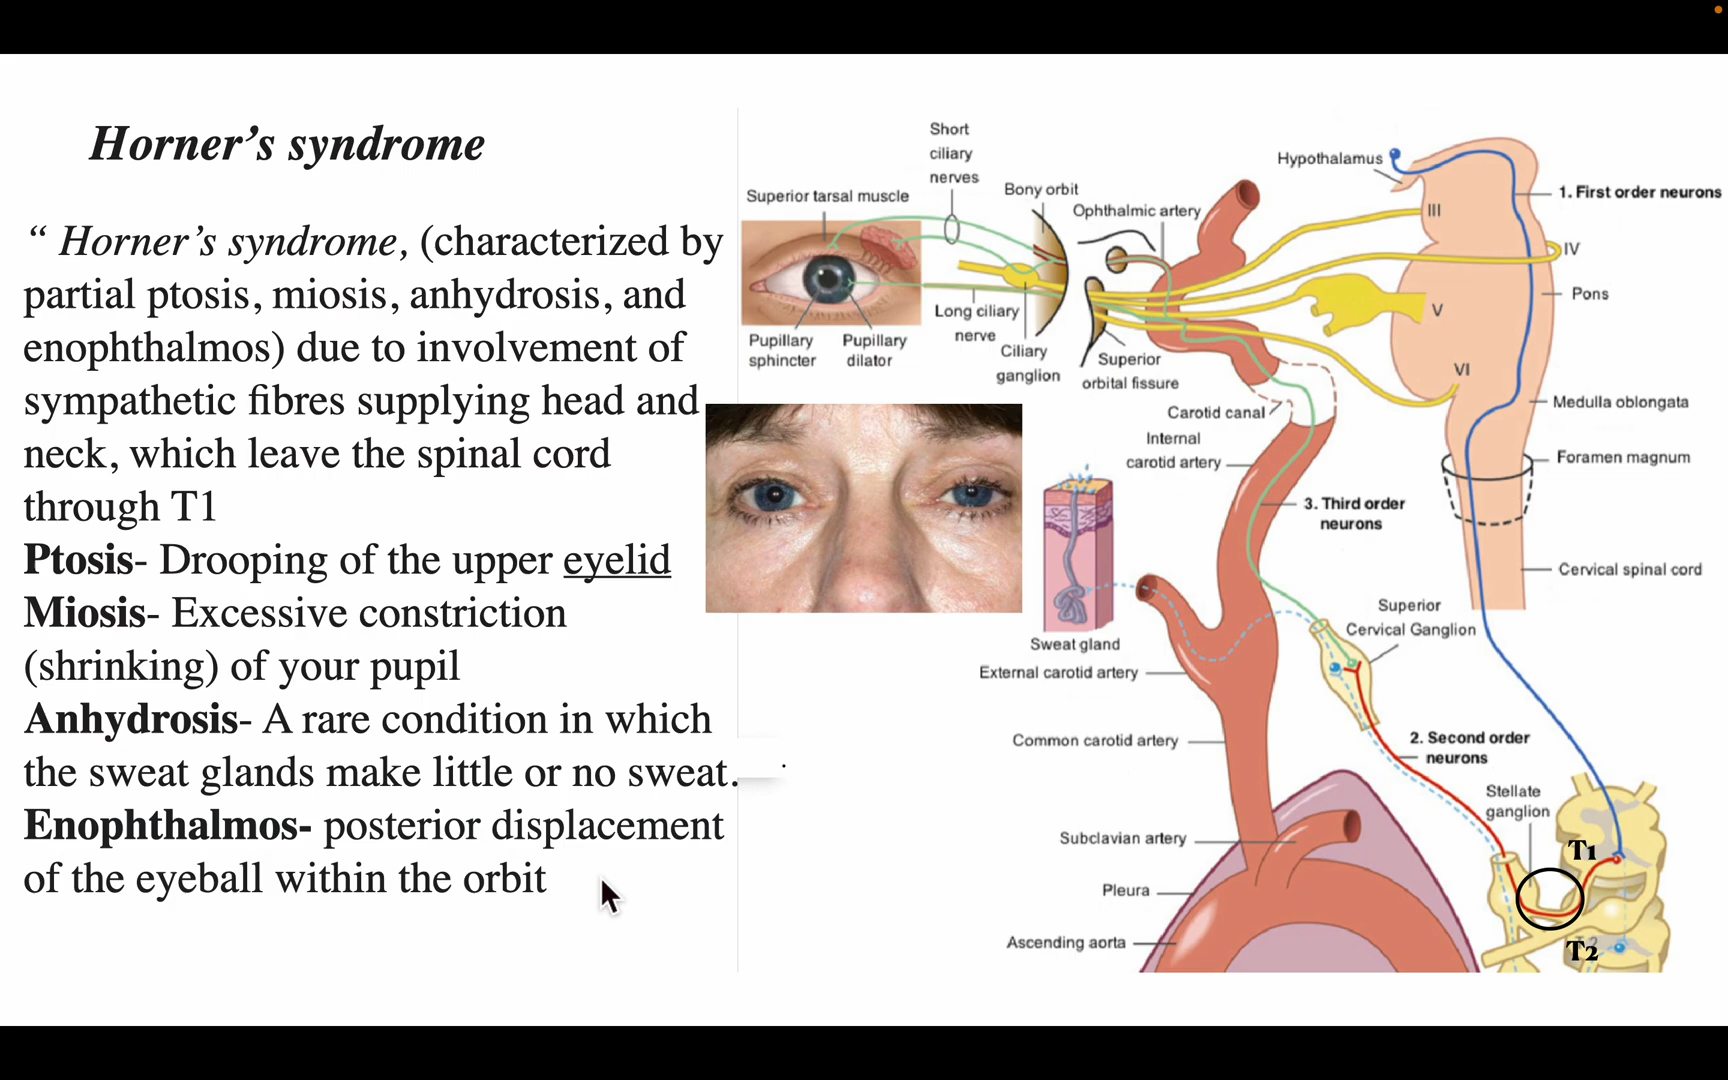 Horner’s syndrome
“ Horner’s syndrome, (characterized by
partial ptosis, miosis, anhydrosis, and
enophthalmos) due to involvement of
sympathetic fibres supplying head and
neck, which leave the spinal cord
through T1
Ptosis- Drooping of the upper eyelid
Miosis- Excessive constriction
(shrinking) of your pupil
Anhydrosis- A rare condition in which
the sweat glands make little or no sweat.
Enophthalmos- posterior displacement
of the eyeball within the orbit
Short
ciliary
nerves
Superior tarsal muscle
Bony orbit
Ophthalmic artery
Hypothalamus
1. First order neurons
III
IV
Pons
V
Long ciliary
nerve
Pupillary
sphincter
Pupillary
dilator
Ciliary
ganglion
Superior
orbital fissure
VI
Carotid canal
Medulla oblongata
Internal
carotid artery
Foramen magnum
3. Third order
neurons
Cervical spinal cord
Superior
Cervical Ganglion
Sweat gland
External carotid artery
Common carotid artery
2. Second order
neurons
Stellate
ganglion
Subclavian artery
T1
Pleura
Ascending aorta
T2